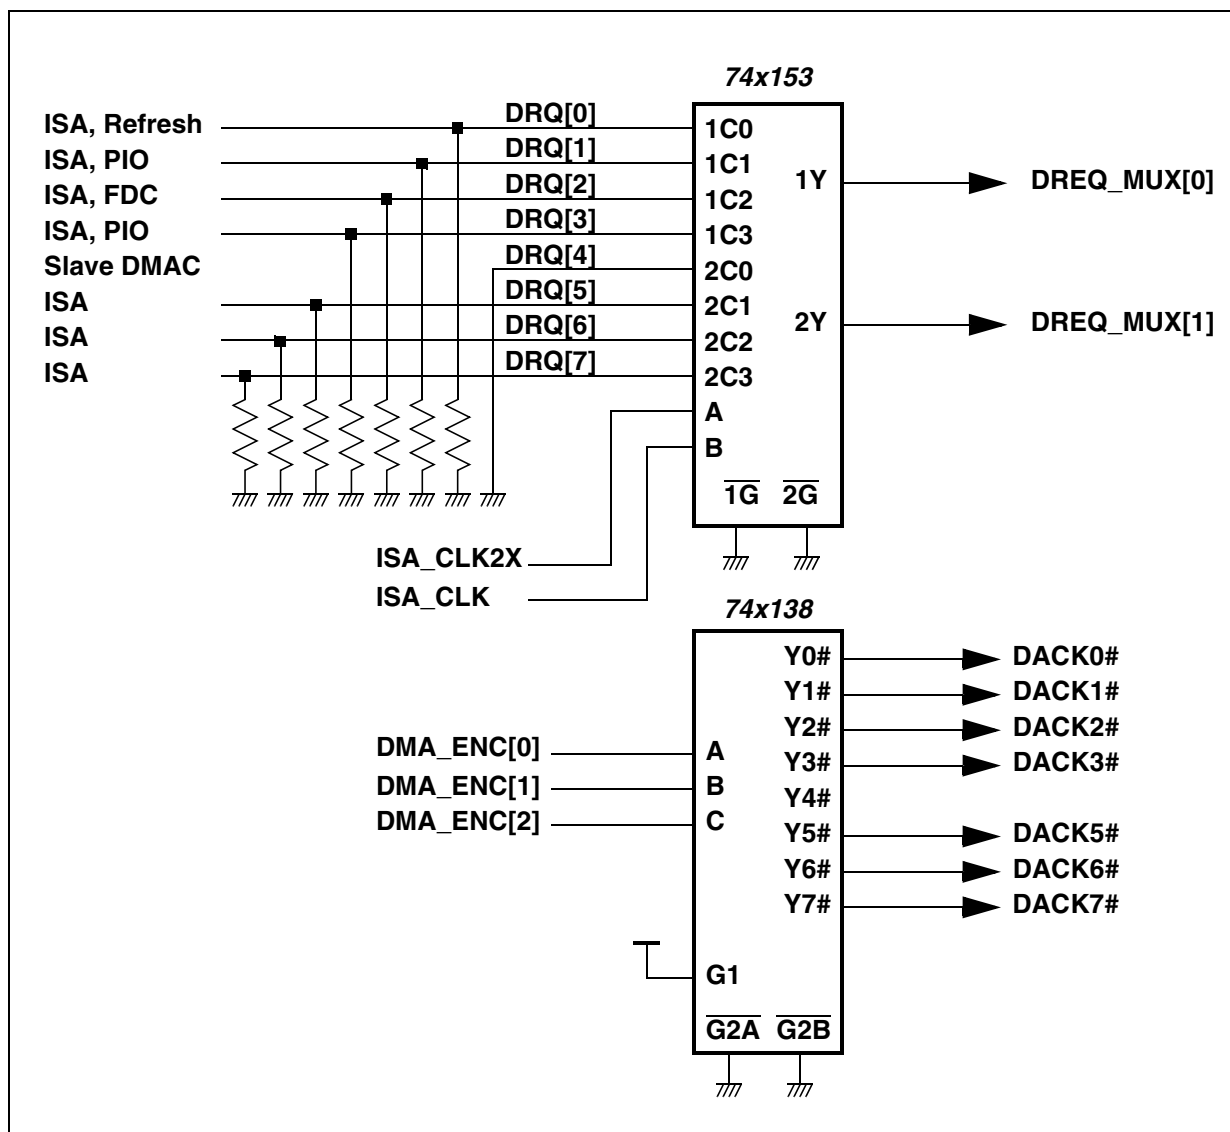 74x153
ISA, Refresh DRQ[0] 1C0
ISA, PIO DRQ[1] 1C1
1Y DREQ_MUX[0]
ISA, FDC DRQ[2] 1C2
ISA, PIO DRQ[3] 1C3
Slave DMAC DRQ[4] 2C0
ISA DRQ[5] 2C1
2Y DREQ_MUX[1]
ISA DRQ[6] 2C2
ISA DRQ[7] 2C3
A
B
1G 2G
ISA_CLK2X
ISA_CLK
74x138
Y0# DACK0#
Y1# DACK1#
Y2# DACK2#
DMA_ENC[0] A Y3# DACK3#
DMA_ENC[1] B Y4#
DMA_ENC[2] C Y5# DACK5#
Y6# DACK6#
Y7# DACK7#
G1
G2A G2B